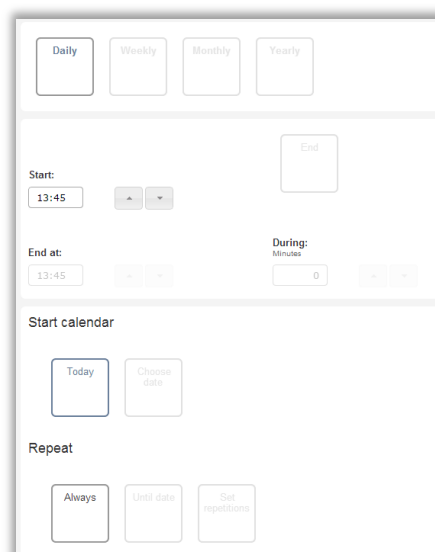 Daily Weekly Monthly Yearly
End
Start:
13:45
End at:
During:
Minutes
13:45
0
Start calendar
Today Choose
date
Repeat
Always Until date Set
repetitions